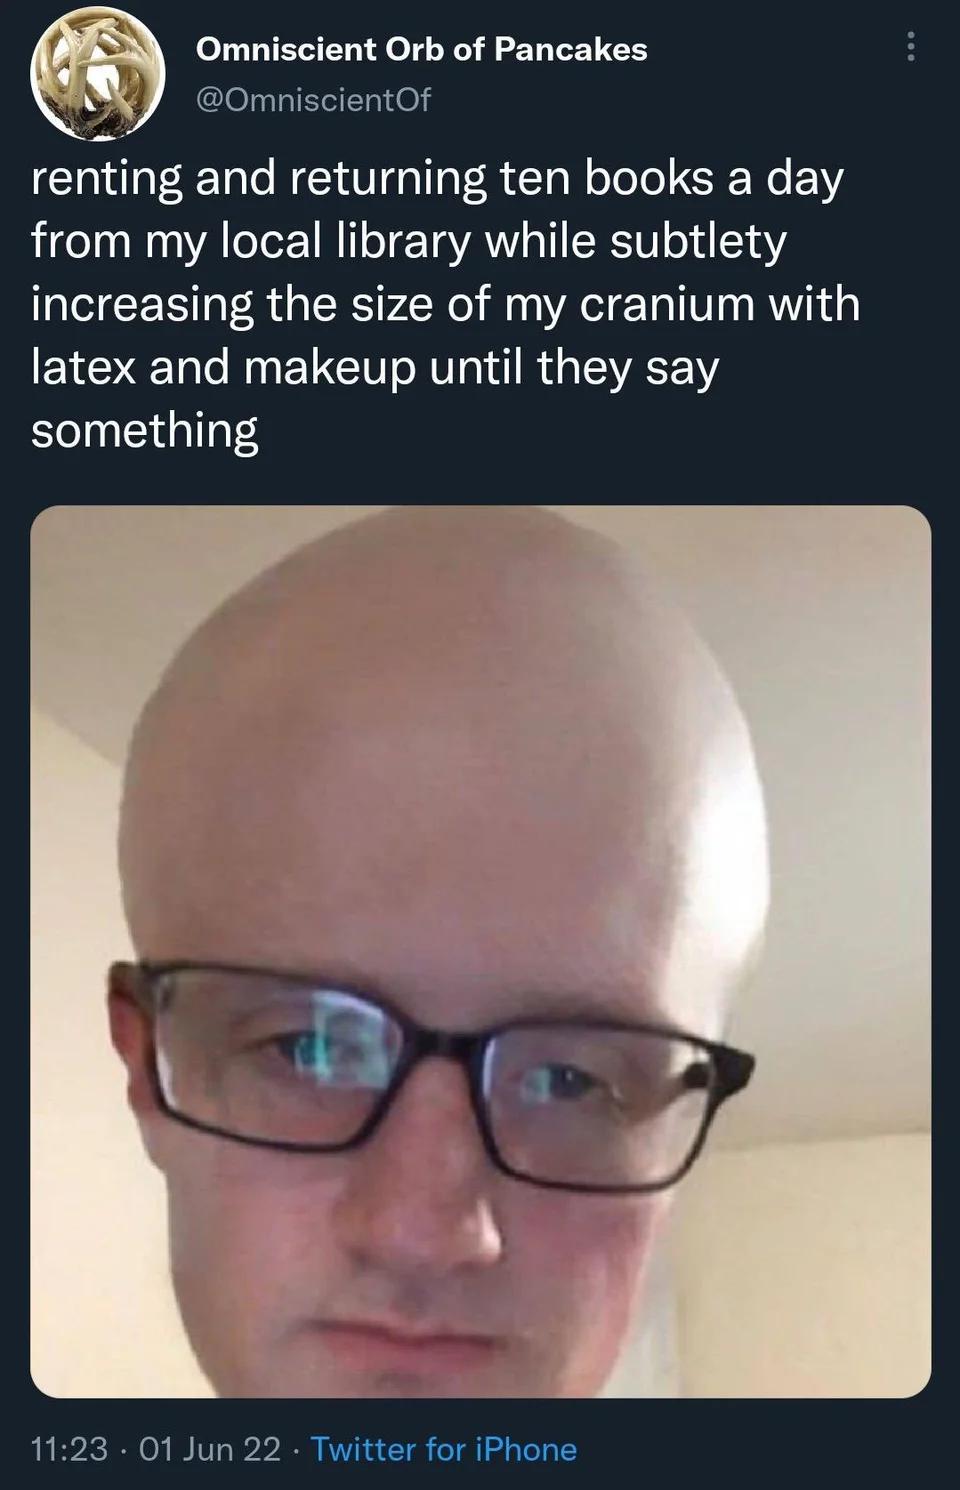 Omniscient Orb of Pancakes
@OmniscientOf
renting and returning ten books a day
from my local library while subtlety
increasing the size of my cranium with
latex and makeup until they say
something
11:23 · 01 Jun 22 · Twitter for iPhone